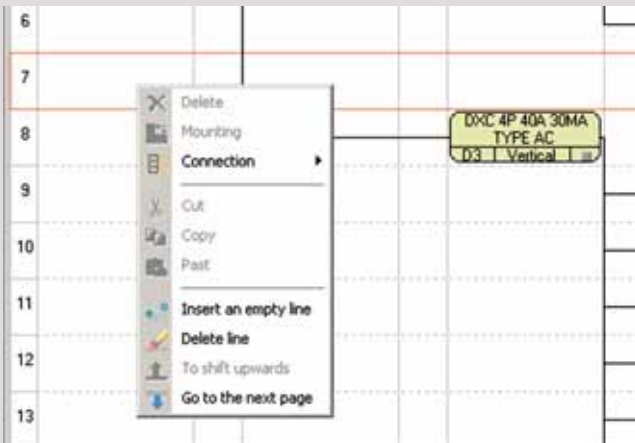 6
7
8
9
10
11
12
13
Delete
Mounting
Connection
Cut
Copy
Past
Insert an empty line
Delete line
To shift upwards
Go to the next page
DXC 4P 40A 30MA
TYPE AC
D3 Vertical